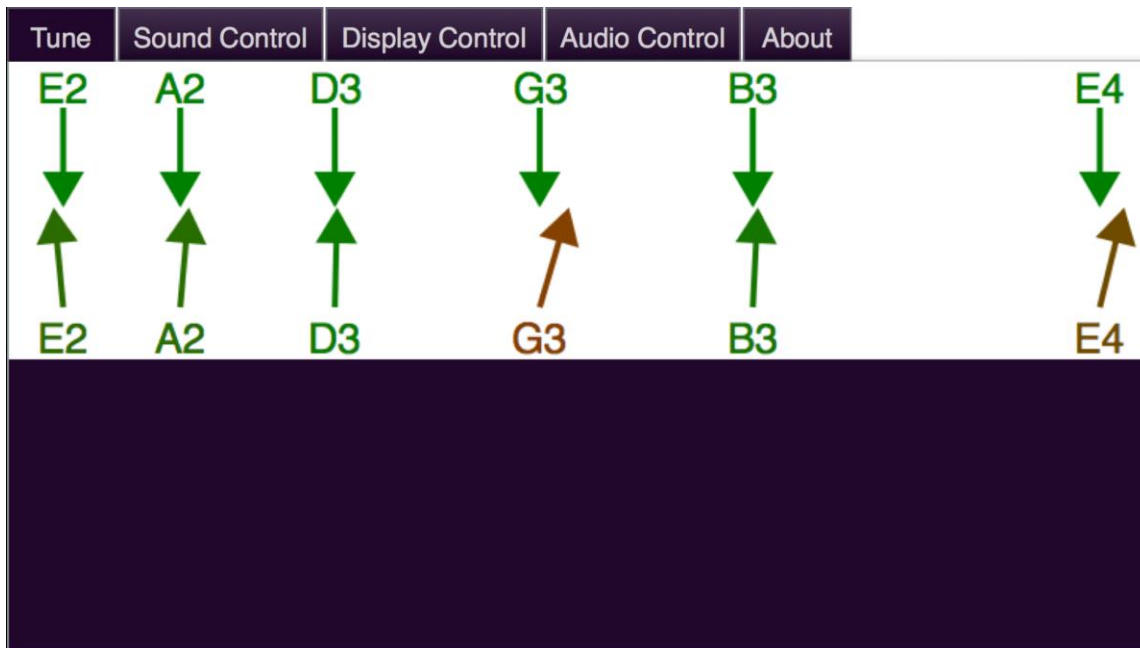 Tune Sound Control Display Control Audio Control About
E2 A2 D3 G3 B3 E4
E2 A2 D3 G3 B3 E4